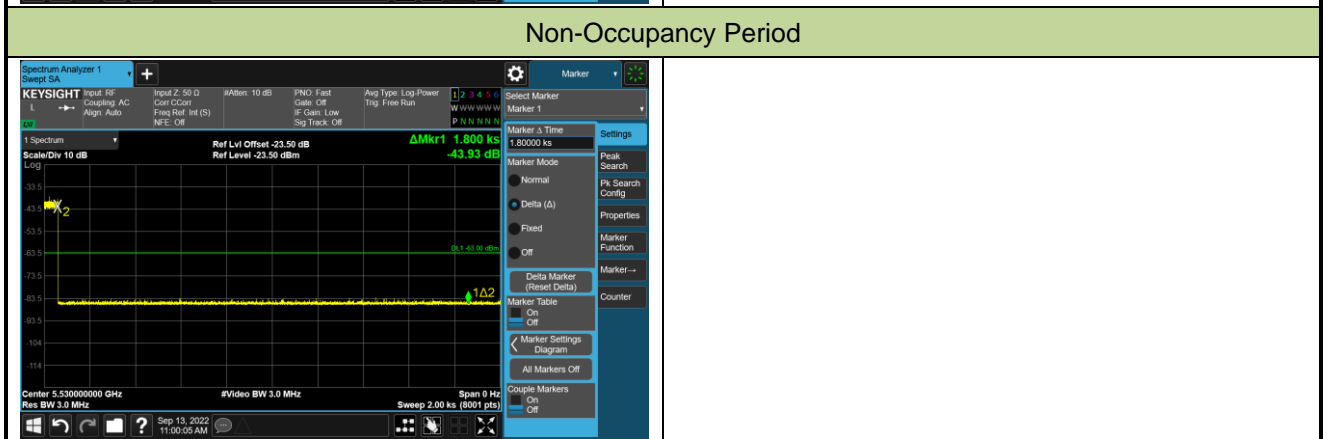 Non-Occupancy Period
Spectrum Analyzer 1
Swept SA
Marker
KEYSIGHT
L
Input: RF
Coupling: AC
Align: Auto
Input Z: 50 Ω
Corr CCorr
Freq Ref: Int (S)
NFE: Off
#Atten: 10 dB
PNO: Fast
Gate: Off
IF Gain: Low
Sig Track: Off
Avg Type: Log-Power
Trig: Free Run
1 2 3 4 5 6
W W W W W W
P N N N N N
Select Marker
Marker 1
1 Spectrum
Scale/Div 10 dB
Log
Ref Lvl Offset -23.50 dB
Ref Level -23.50 dBm
ΔMkr1 1.800 ks
-43.93 dB
-33.5
-43.5
-53.5
-63.5
-73.5
-83.5
-93.5
-104
-114
2
DL1 -63.00 dBm
1Δ2
Center 5.530000000 GHz
Res BW 3.0 MHz
#Video BW 3.0 MHz
Span 0 Hz
Sweep 2.00 ks (8001 pts)
Marker Δ Time
1.80000 ks
Marker Mode
Normal
Delta (Δ)
Fixed
Off
Delta Marker
(Reset Delta)
Marker Table
On
Off
Marker Settings
Diagram
All Markers Off
Couple Markers
On
Off
Settings
Peak
Search
Pk Search
Config
Properties
Marker
Function
Marker→
Counter
?
Sep 13, 2022
11:00:05 AM